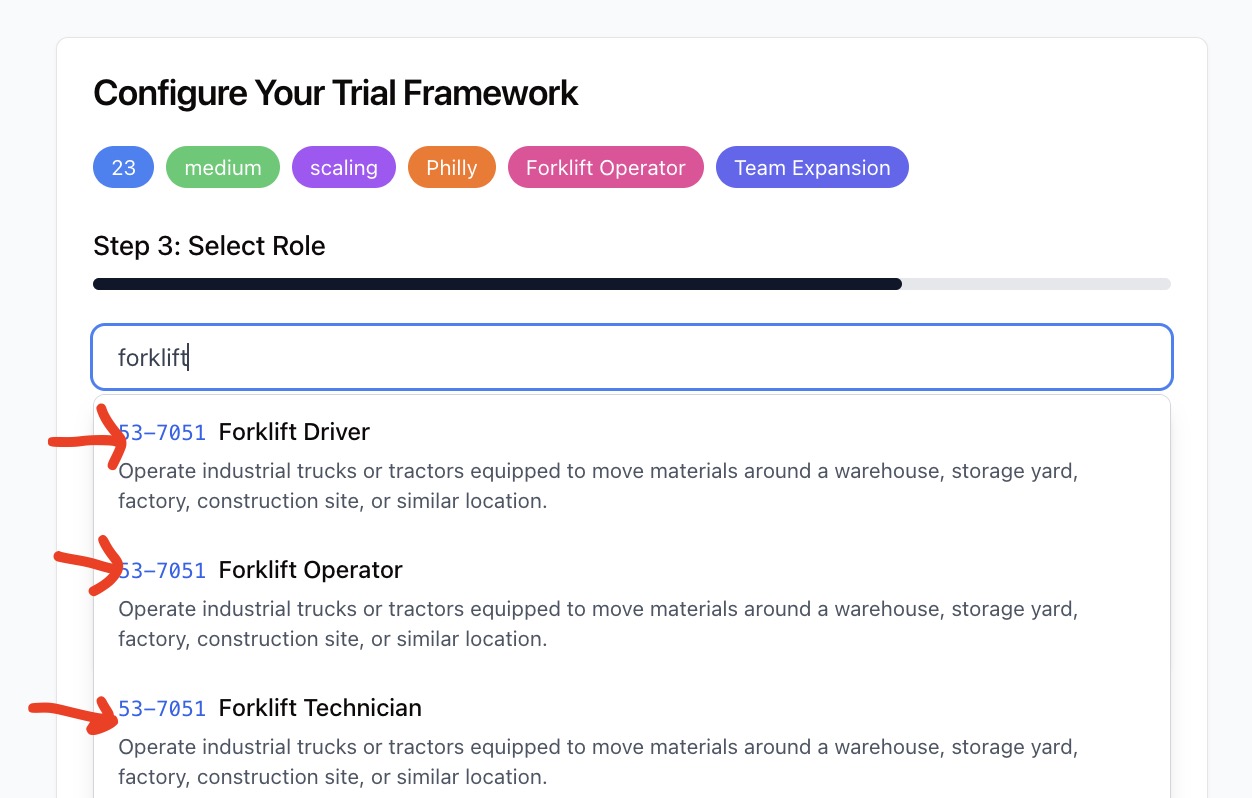 Configure Your Trial Framework
23 medium scaling Philly Forklift Operator Team Expansion
Step 3: Select Role
forklift
53-7051 Forklift Driver
Operate industrial trucks or tractors equipped to move materials around a warehouse, storage yard,
factory, construction site, or similar location.
53-7051 Forklift Operator
Operate industrial trucks or tractors equipped to move materials around a warehouse, storage yard,
factory, construction site, or similar location.
53-7051 Forklift Technician
Operate industrial trucks or tractors equipped to move materials around a warehouse, storage yard,
factory, construction site, or similar location.